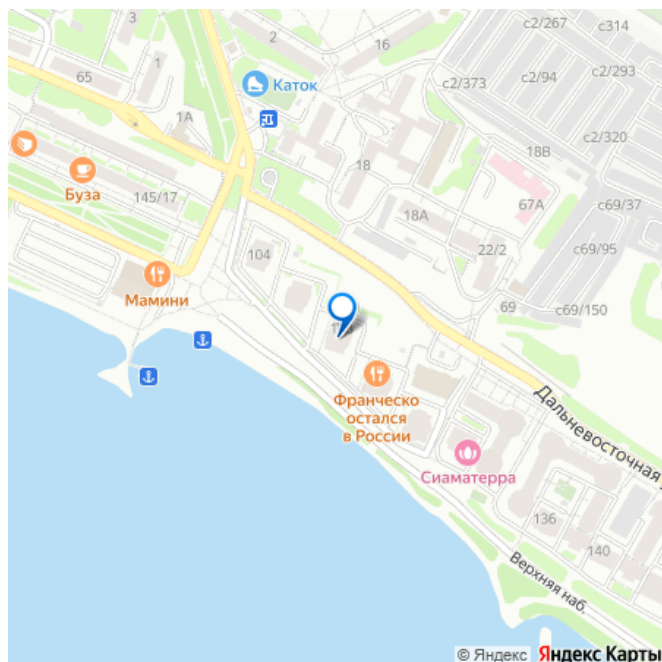 3
2
с2/267
с314
16
1
65
Каток
с2/373
с2/94
с2/293
1А
с2/320
18
18В
Буза
145/17
67А
с69/37
18А
104
22/2
с69/95
Мамини
69
с69/150
Франческо
остался
в России
Дальневосточная
Сиаматерра
136
140
Верхняя наб.
© Яндекс Яндекс Карты